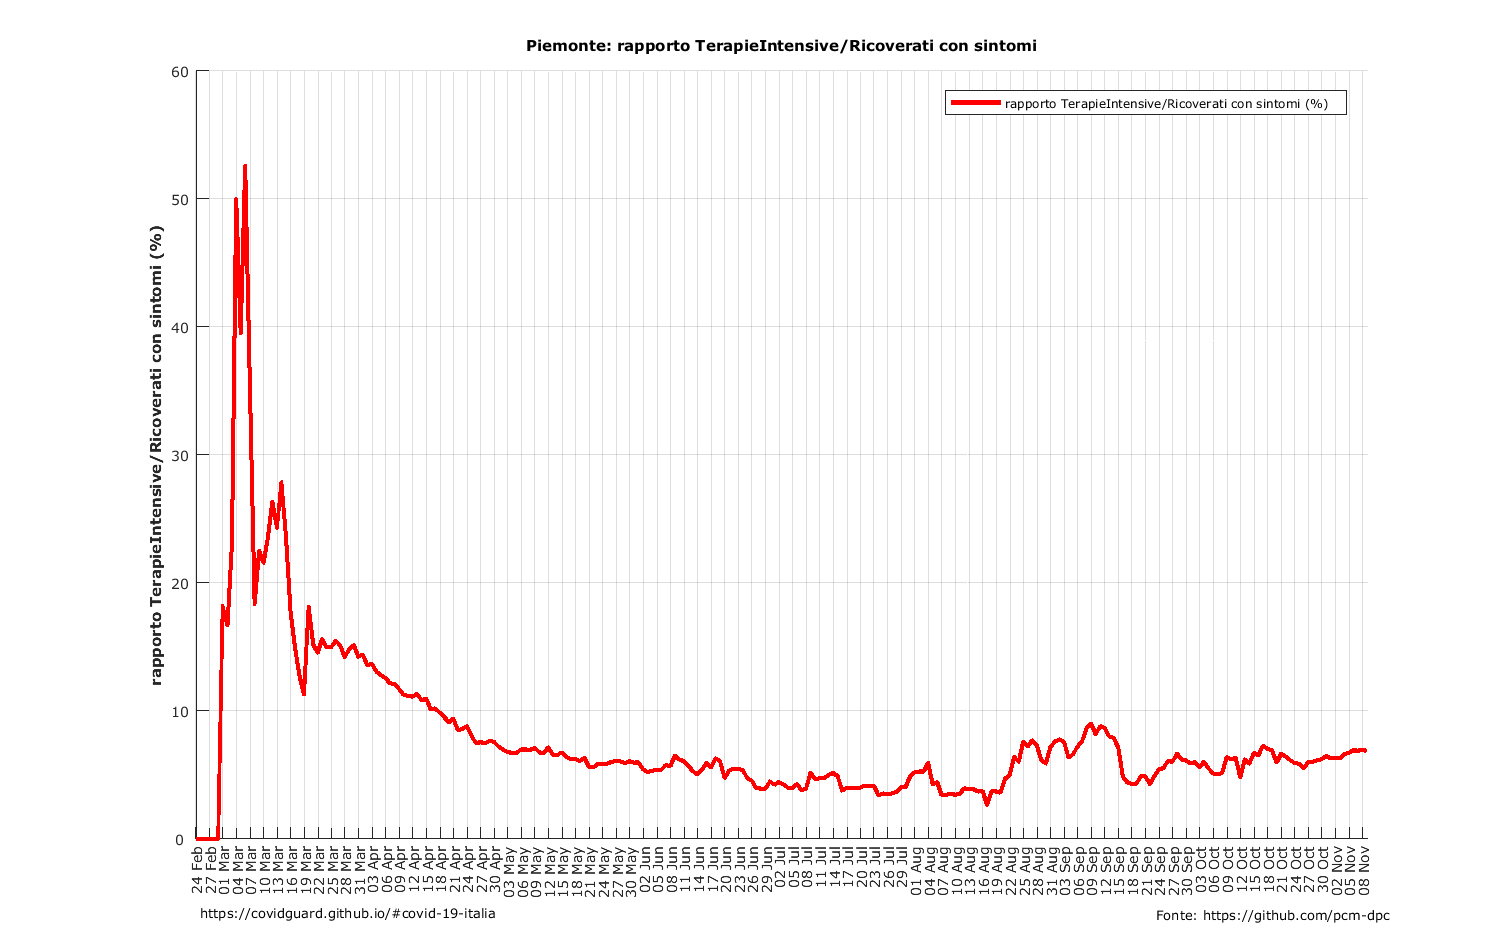 Piemonte: rapporto TerapieIntensive/Ricoverati con sintomi
rapporto TerapieIntensive/Ricoverati con sintomi (%)
rapporto TerapieIntensive/Ricoverati con sintomi (%)
60
50
40
30
20
10
0
24 Feb
27 Feb
01 Mar
04 Mar
07 Mar
10 Mar
13 Mar
16 Mar
19 Mar
22 Mar
25 Mar
28 Mar
31 Mar
03 Apr
06 Apr
09 Apr
12 Apr
15 Apr
18 Apr
21 Apr
24 Apr
27 Apr
30 Apr
03 May
06 May
09 May
12 May
15 May
18 May
21 May
24 May
27 May
30 May
02 Jun
05 Jun
08 Jun
11 Jun
14 Jun
17 Jun
20 Jun
23 Jun
26 Jun
29 Jun
02 Jul
05 Jul
08 Jul
11 Jul
14 Jul
17 Jul
20 Jul
23 Jul
26 Jul
29 Jul
01 Aug
04 Aug
07 Aug
10 Aug
13 Aug
16 Aug
19 Aug
22 Aug
25 Aug
28 Aug
31 Aug
03 Sep
06 Sep
09 Sep
12 Sep
15 Sep
18 Sep
21 Sep
24 Sep
27 Sep
30 Sep
03 Oct
06 Oct
09 Oct
12 Oct
15 Oct
18 Oct
21 Oct
24 Oct
27 Oct
30 Oct
02 Nov
05 Nov
08 Nov
https://covidguard.github.io/#covid-19-italia
Fonte: https://github.com/pcm-dpc